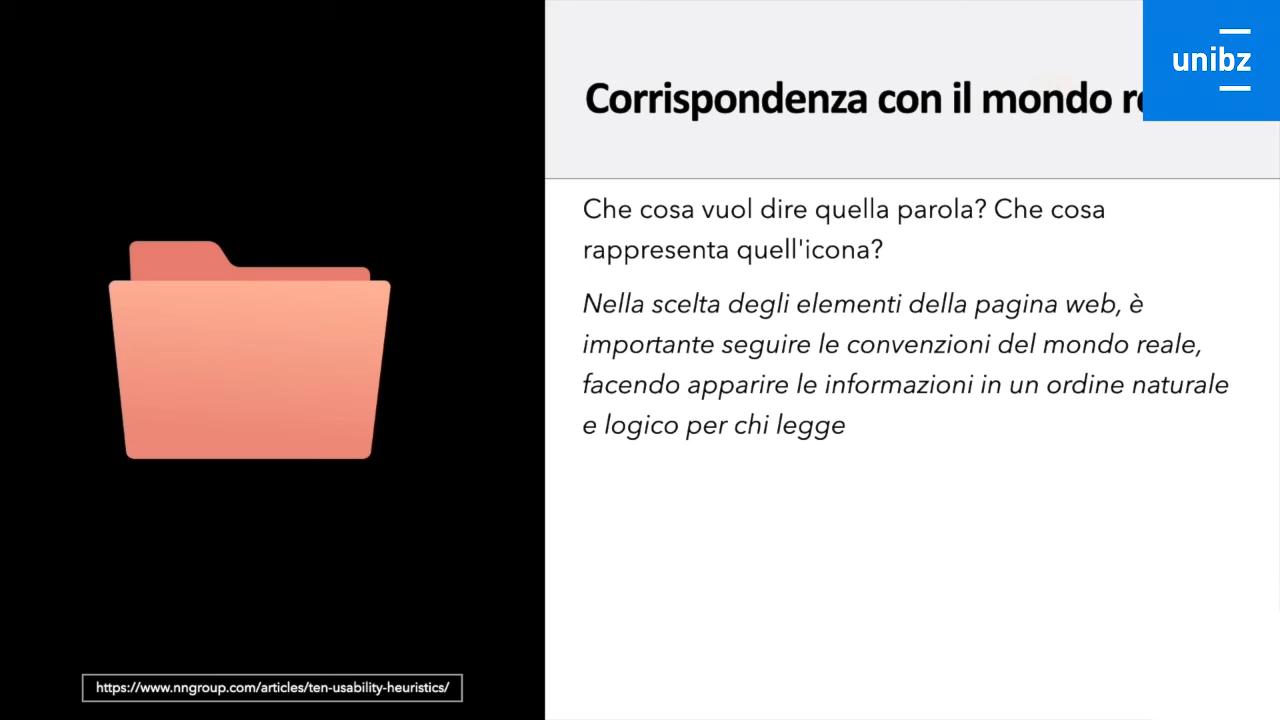 unibz
Corrispondenza con il mondo
Che cosa vuol dire quella parola? Che cosa
rappresenta quell'icona?
Nella scelta degli elementi della pagina web, è
importante seguire le convenzioni del mondo reale,
facendo apparire le informazioni in un ordine naturale
e logico per chi legge
https://www.nngroup.com/articles/ten-usability-heuristics/